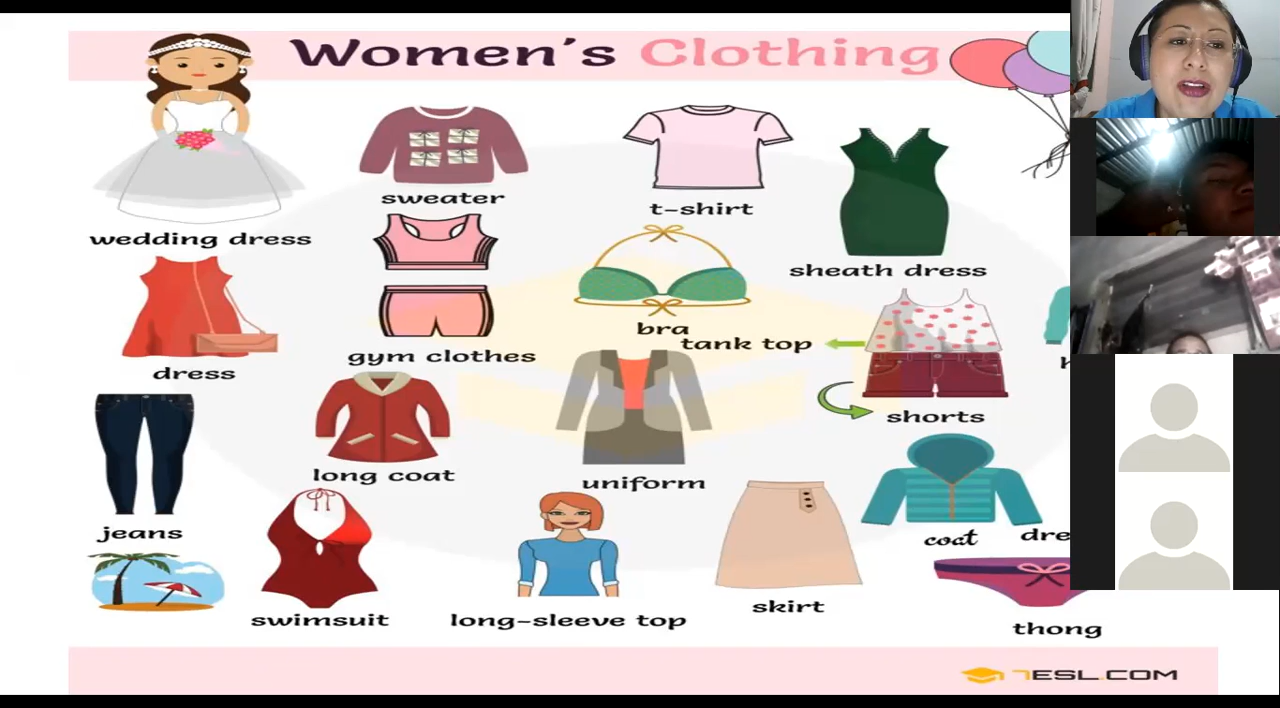 Women's Clothing
wedding dress
sweater
t-shirt
sheath dress
dress
gym clothes
bra
tank top
shorts
jeans
long coat
uniform
coat
swimsuit
long-sleeve top
skirt
thong
7ESL.COM